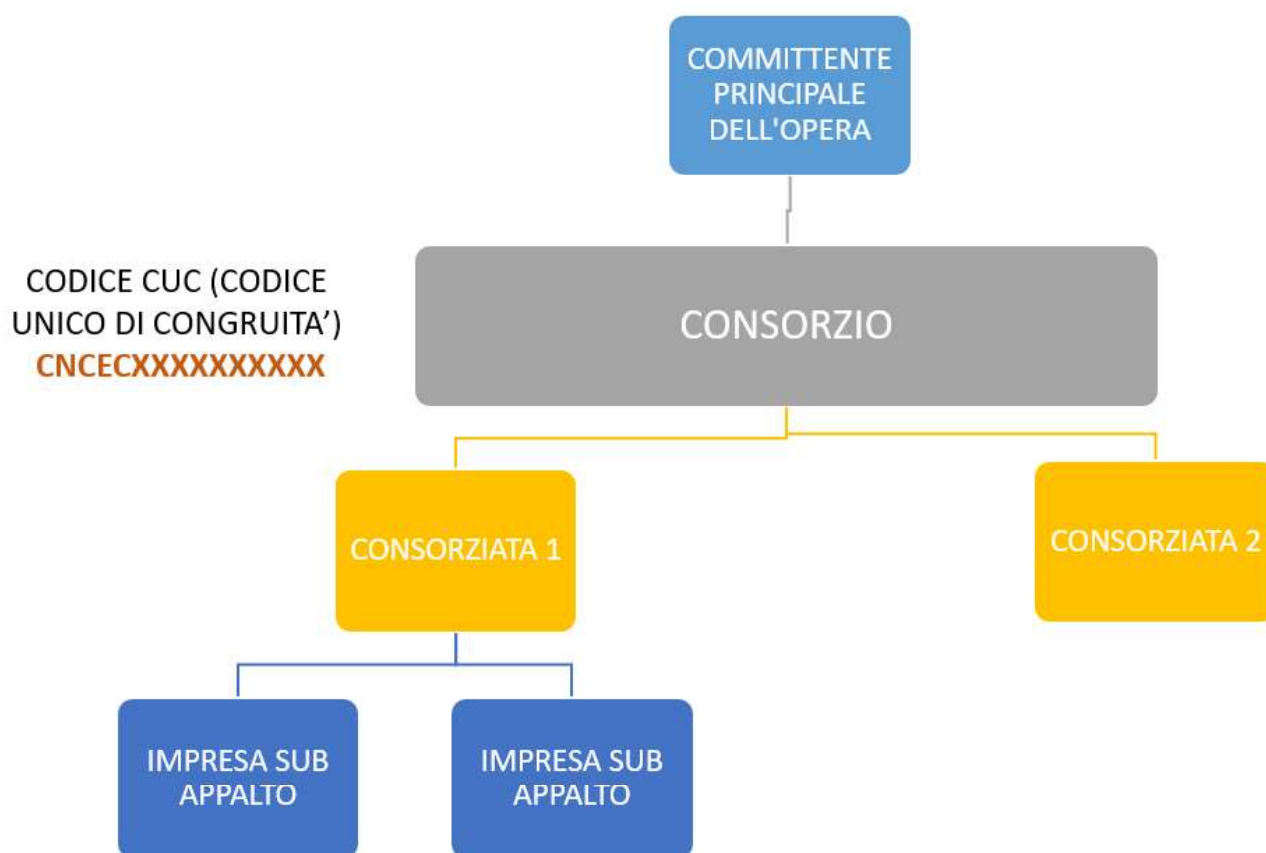 COMMITTENTE
PRINCIPALE
DELL'OPERA
CODICE CUC (CODICE
UNICO DI CONGRUITA’)
CNCECXXXXXXXXXX
CONSORZIO
CONSORZIATA 1
CONSORZIATA 2
IMPRESA SUB
APPALTO
IMPRESA SUB
APPALTO